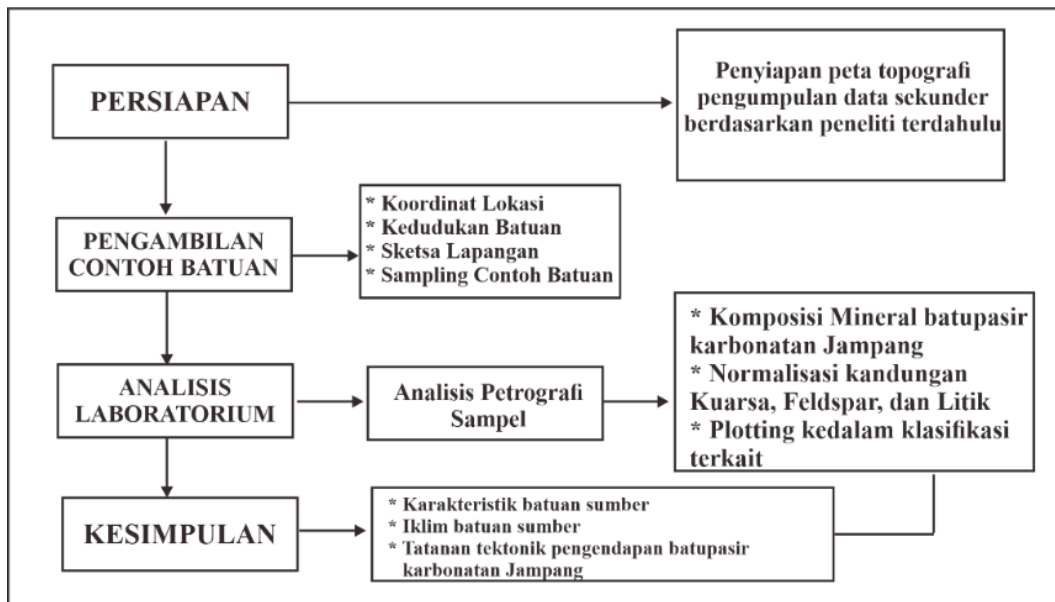 PERSIAPAN
Penyiapan peta topografi
pengumpulan data sekunder
berdasarkan peneliti terdahulu
PENGAMBILAN
CONTOH BATUAN
* Koordinat Lokasi
* Kedudukan Batuan
* Sketsa Lapangan
* Sampling Contoh Batuan
ANALISIS
LABORATORIUM
Analisis Petrografi
Sampel
* Komposisi Mineral batupasir
karbonatan Jampang
* Normalisasi kandungan
Kuarsa, Feldspar, dan Litik
* Plotting kedalam klasifikasi
terkait
KESIMPULAN
* Karakteristik batuan sumber
* Iklim batuan sumber
* Tatanan tektonik pengendapan batupasir
karbonatan Jampang